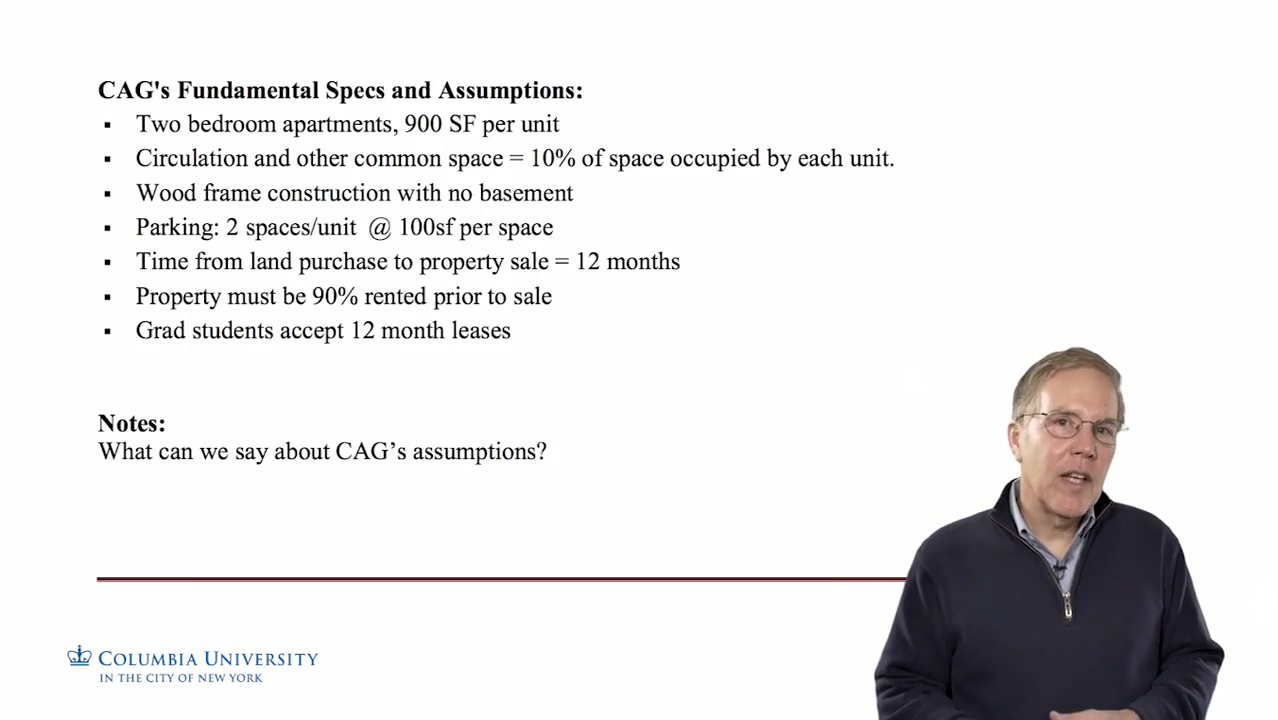 CAG's Fundamental Specs and Assumptions:
▪ Two bedroom apartments, 900 SF per unit
▪ Circulation and other common space = 10% of space occupied by each unit.
▪ Wood frame construction with no basement
▪ Parking: 2 spaces/unit @ 100sf per space
▪ Time from land purchase to property sale = 12 months
▪ Property must be 90% rented prior to sale
▪ Grad students accept 12 month leases
Notes:
What can we say about CAG’s assumptions?
COLUMBIA UNIVERSITY
IN THE CITY OF NEW YORK